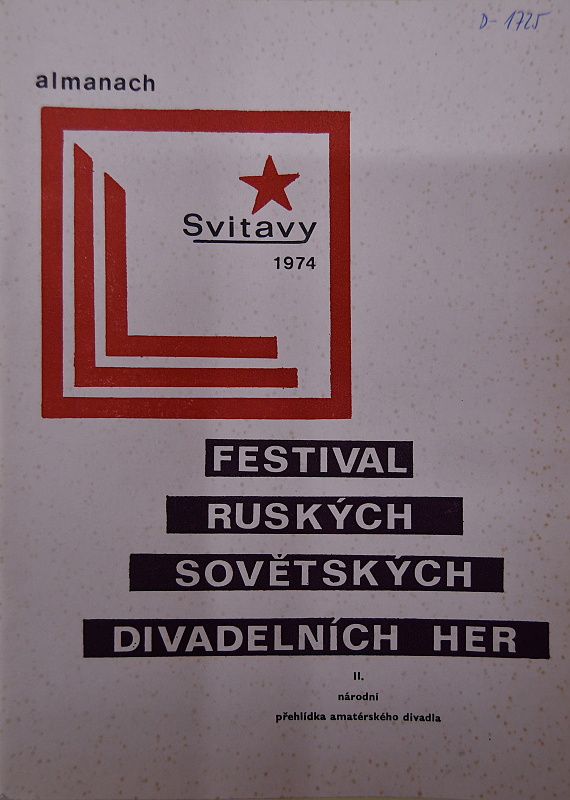 D-1725
almanach
Svitavy
1974
FESTIVAL
RUSKÝCH
SOVĚTSKÝCH
DIVADELNÍCH HER
II.
národní
přehlídka amatérského divadla